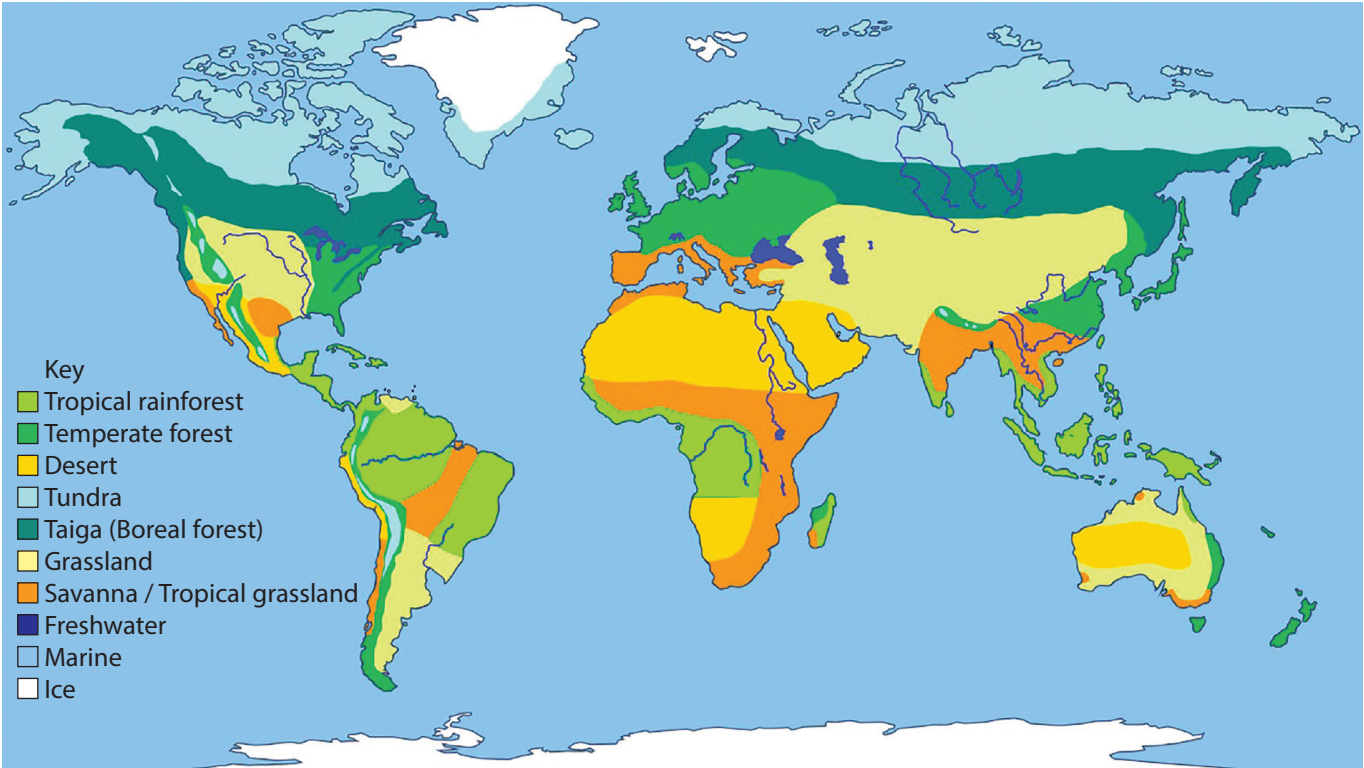 Key
Tropical rainforest
Temperate forest
Desert
Tundra
Taiga (Boreal forest)
Grassland
Savanna / Tropical grassland
Freshwater
Marine
Ice